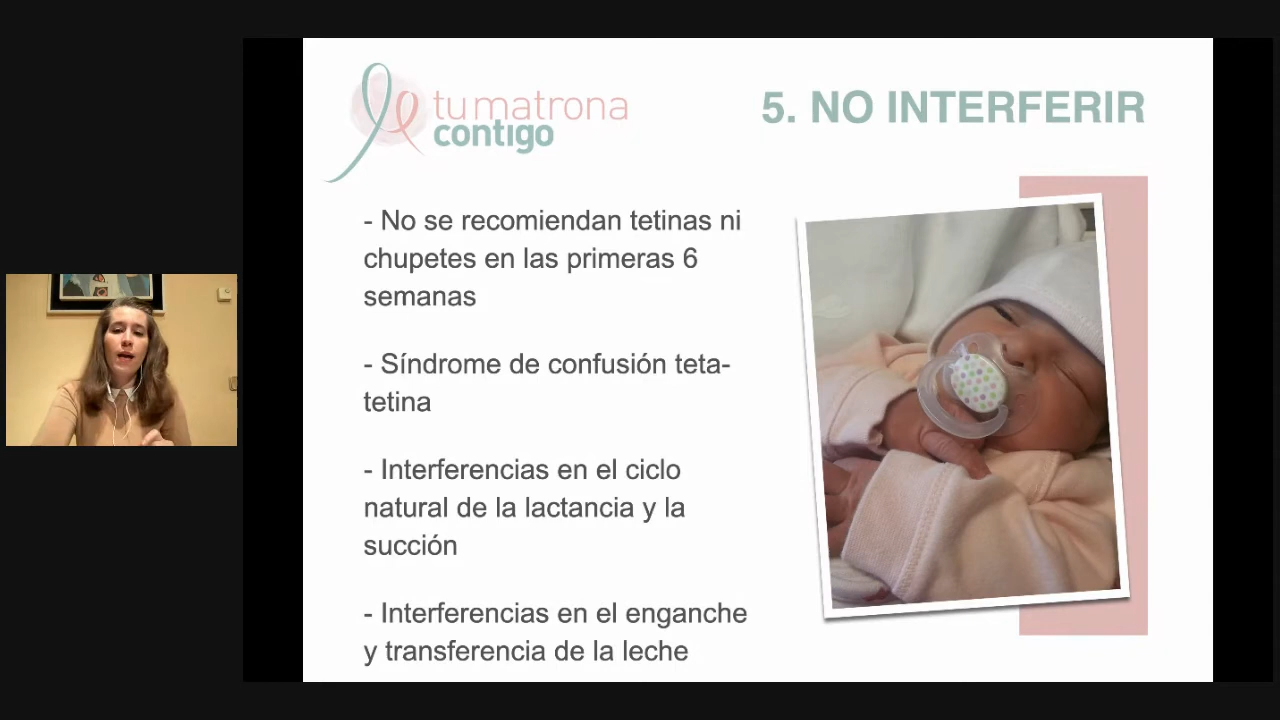 tumatrona
contigo
5. NO INTERFERIR
- No se recomiendan tetinas ni
chupetes en las primeras 6
semanas
- Síndrome de confusión teta-
tetina
- Interferencias en el ciclo
natural de la lactancia y la
succión
- Interferencias en el enganche
y transferencia de la leche